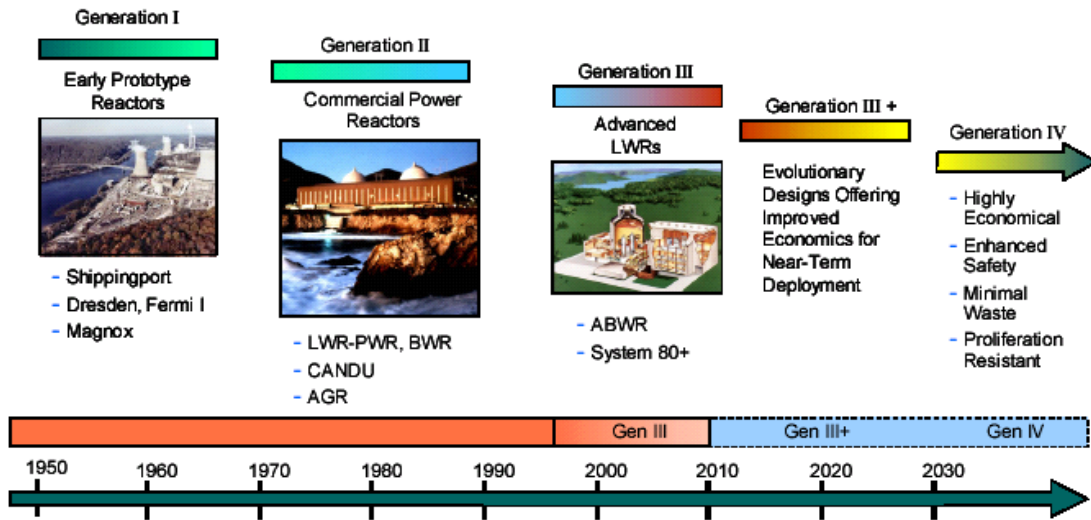 Generation I
Early Prototype
Reactors
- Shippingport
- Dresden, Fermi I
- Magnox
Generation II
Commercial Power
Reactors
- LWR-PWR, BWR
- CANDU
- AGR
Generation III
Advanced
LWRs
- ABWR
- System 80+
Generation III +
Evolutionary
Designs Offering
Improved
Economics for
Near-Term
Deployment
Generation IV
- Highly
Economical
- Enhanced
Safety
- Minimal
Waste
- Proliferation
Resistant
Gen III
Gen III+
Gen IV
1950
1960
1970
1980
1990
2000
2010
2020
2030